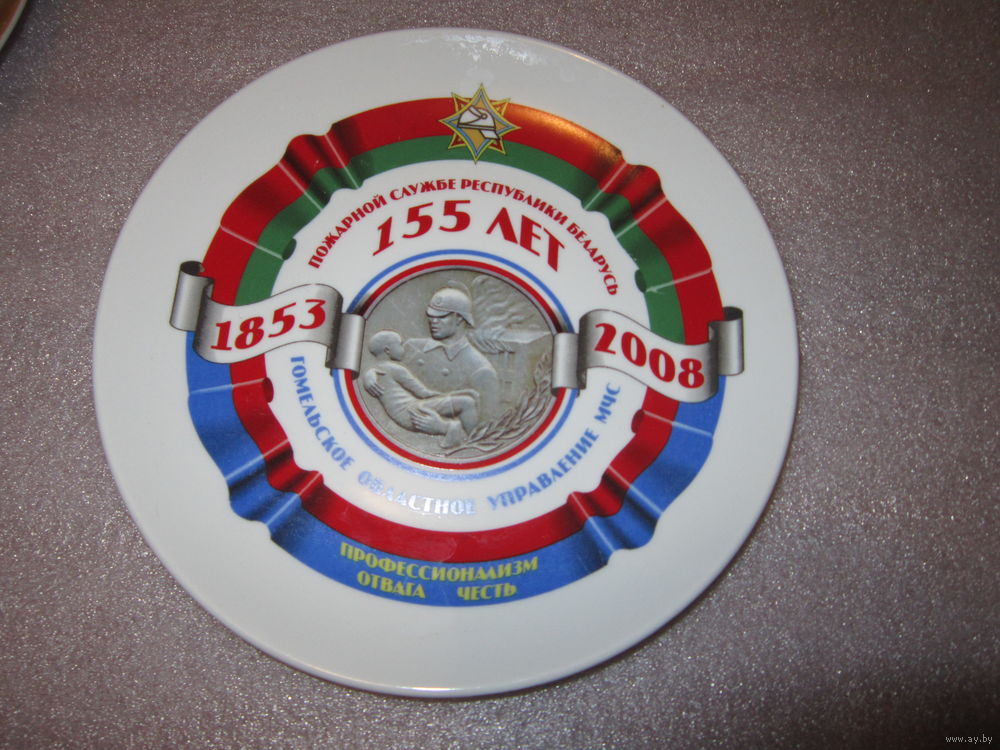 ПОЖАРНОЙ СЛУЖБЕ РЕСПУБЛИКИ БЕЛАРУСЬ
155 ЛЕТ
1853
2008
ГОМЕЛЬСКОЕ ОБЛАСТНОЕ УПРАВЛЕНИЕ МЧС
ПРОФЕССИОНАЛИЗМ
ОТВАГА ЧЕСТЬ
www.ay.by